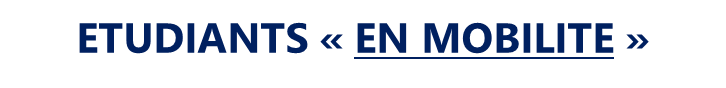 ETUDIANTS « EN MOBILITE »